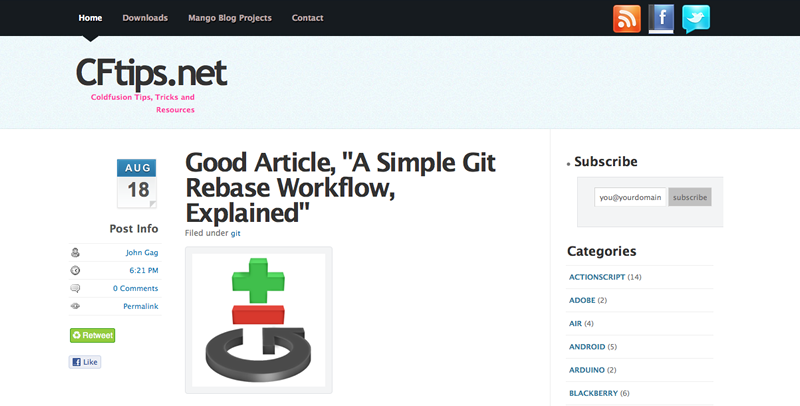 Home Downloads Mango Blog Projects Contact
CFtips.net
Coldfusion Tips, Tricks and
Resources
AUG
18
Post Info
John Gag
6:21 PM
0 Comments
Permalink
Retweet
Like
Good Article, "A Simple Git
Rebase Workflow,
Explained"
Filed under git
Subscribe
you@yourdomain subscribe
Categories
ACTIONSCRIPT (14)
ADOBE (2)
AIR (4)
ANDROID (5)
ARDUINO (2)
BLACKBERRY (6)